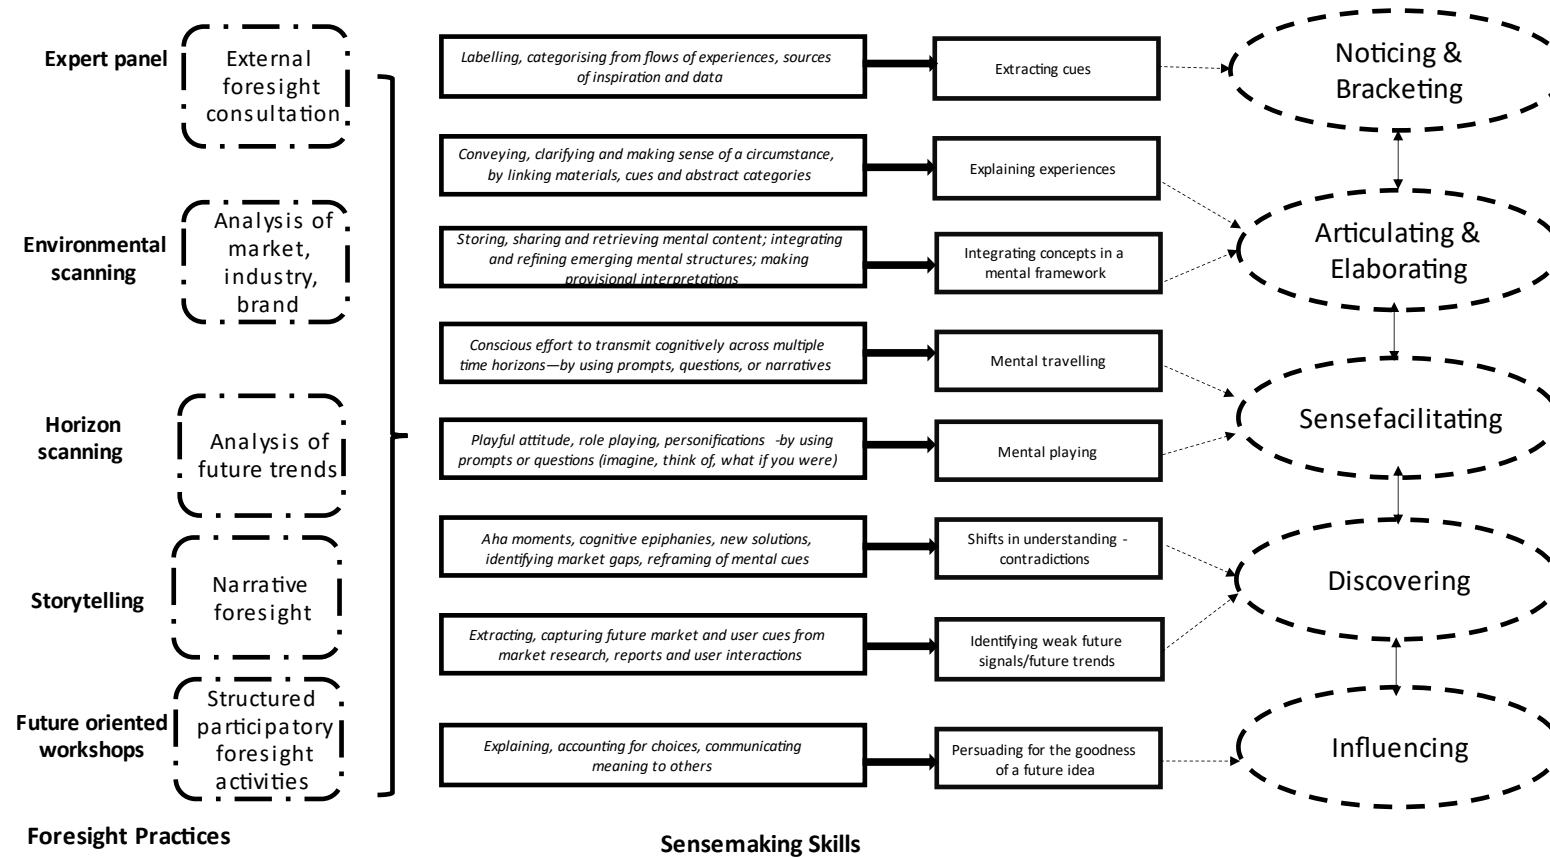 Expert panel
External
foresight
consultation
Environmental
scanning
Analysis of
market,
industry,
brand
Horizon
scanning
Analysis of
future trends
Storytelling
Narrative
foresight
Future oriented
workshops
Structured
participatory
foresight
activities
Foresight Practices
Labelling, categorising from flows of experiences, sources
of inspiration and data
Extracting cues
Conveying, clarifying and making sense of a circumstance,
by linking materials, cues and abstract categories
Explaining experiences
Storing, sharing and retrieving mental content; integrating
and refining emerging mental structures; making
provisional interpretations
Integrating concepts in a
mental framework
Conscious effort to transmit cognitively across multiple
time horizons—by using prompts, questions, or narratives
Mental travelling
Playful attitude, role playing, personifications -by using
prompts or questions (imagine, think of, what if you were)
Mental playing
Aha moments, cognitive epiphanies, new solutions,
identifying market gaps, reframing of mental cues
Shifts in understanding -
contradictions
Extracting, capturing future market and user cues from
market research, reports and user interactions
Identifying weak future
signals/future trends
Explaining, accounting for choices, communicating
meaning to others
Persuading for the goodness
of a future idea
Sensemaking Skills
Noticing &
Bracketing
Articulating &
Elaborating
Sensefacilitating
Discovering
Influencing